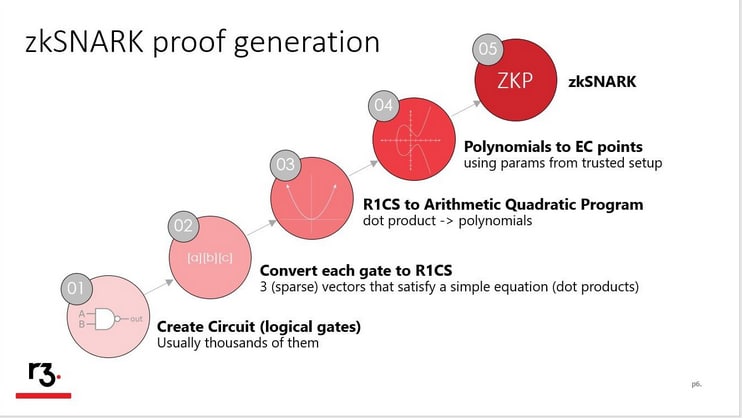 zkSNARK proof generation
05
ZKP
zkSNARK
04
Polynomials to EC points
using params from trusted setup
03
R1CS to Arithmetic Quadratic Program
dot product -> polynomials
02
[a][b][c]
Convert each gate to R1CS
3 (sparse) vectors that satisfy a simple equation (dot products)
01
A
B
out
Create Circuit (logical gates)
Usually thousands of them
r3.
p6.